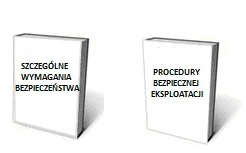 SZCZEGÓLNE
WYMAGANIA
BEZPIECZEŃSTWA
PROCEDURY
BEZPIECZNEJ
EKSPLOATACJI